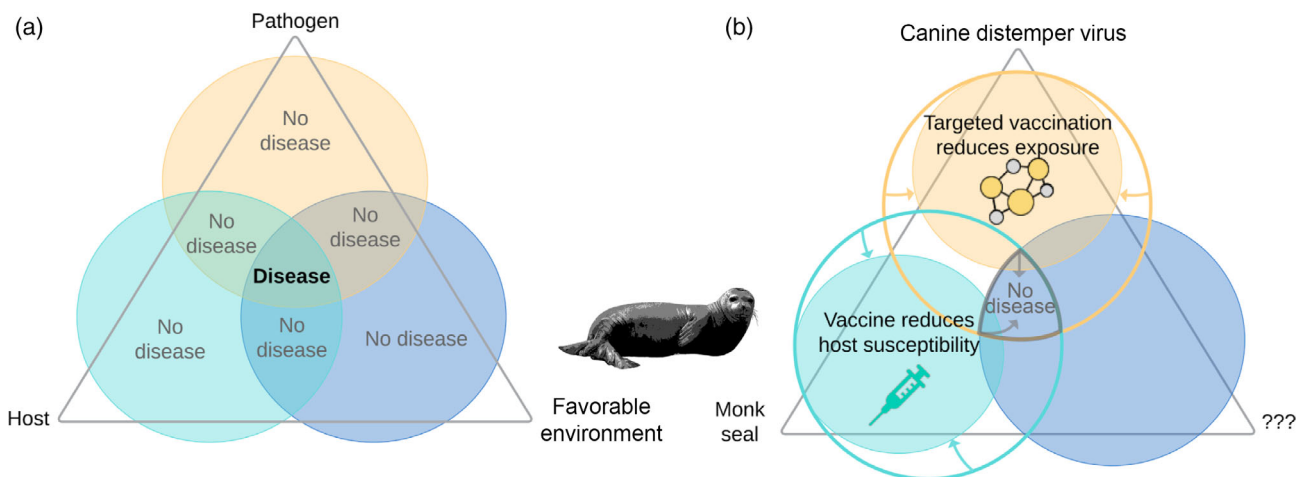 (a)
Pathogen
No
disease
No
disease
No
disease
Disease
No
disease
No
disease
No disease
Host
Favorable
environment
(b)
Canine distemper virus
Targeted vaccination
reduces exposure
No
disease
Vaccine reduces
host susceptibility
Monk
seal
???